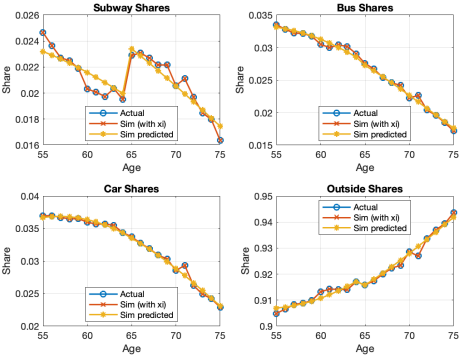 Subway Shares
0.026
0.024
0.022
0.02
0.018
0.016
Share
Actual
Sim (with xi)
Sim predicted
55 60 65 70 75
Age
Bus Shares
0.035
0.03
0.025
0.02
0.015
Share
Actual
Sim (with xi)
Sim predicted
55 60 65 70 75
Age
Car Shares
0.04
0.035
0.03
0.025
0.02
Share
Actual
Sim (with xi)
Sim predicted
55 60 65 70 75
Age
Outside Shares
0.95
0.94
0.93
0.92
0.91
0.9
Share
Actual
Sim (with xi)
Sim predicted
55 60 65 70 75
Age